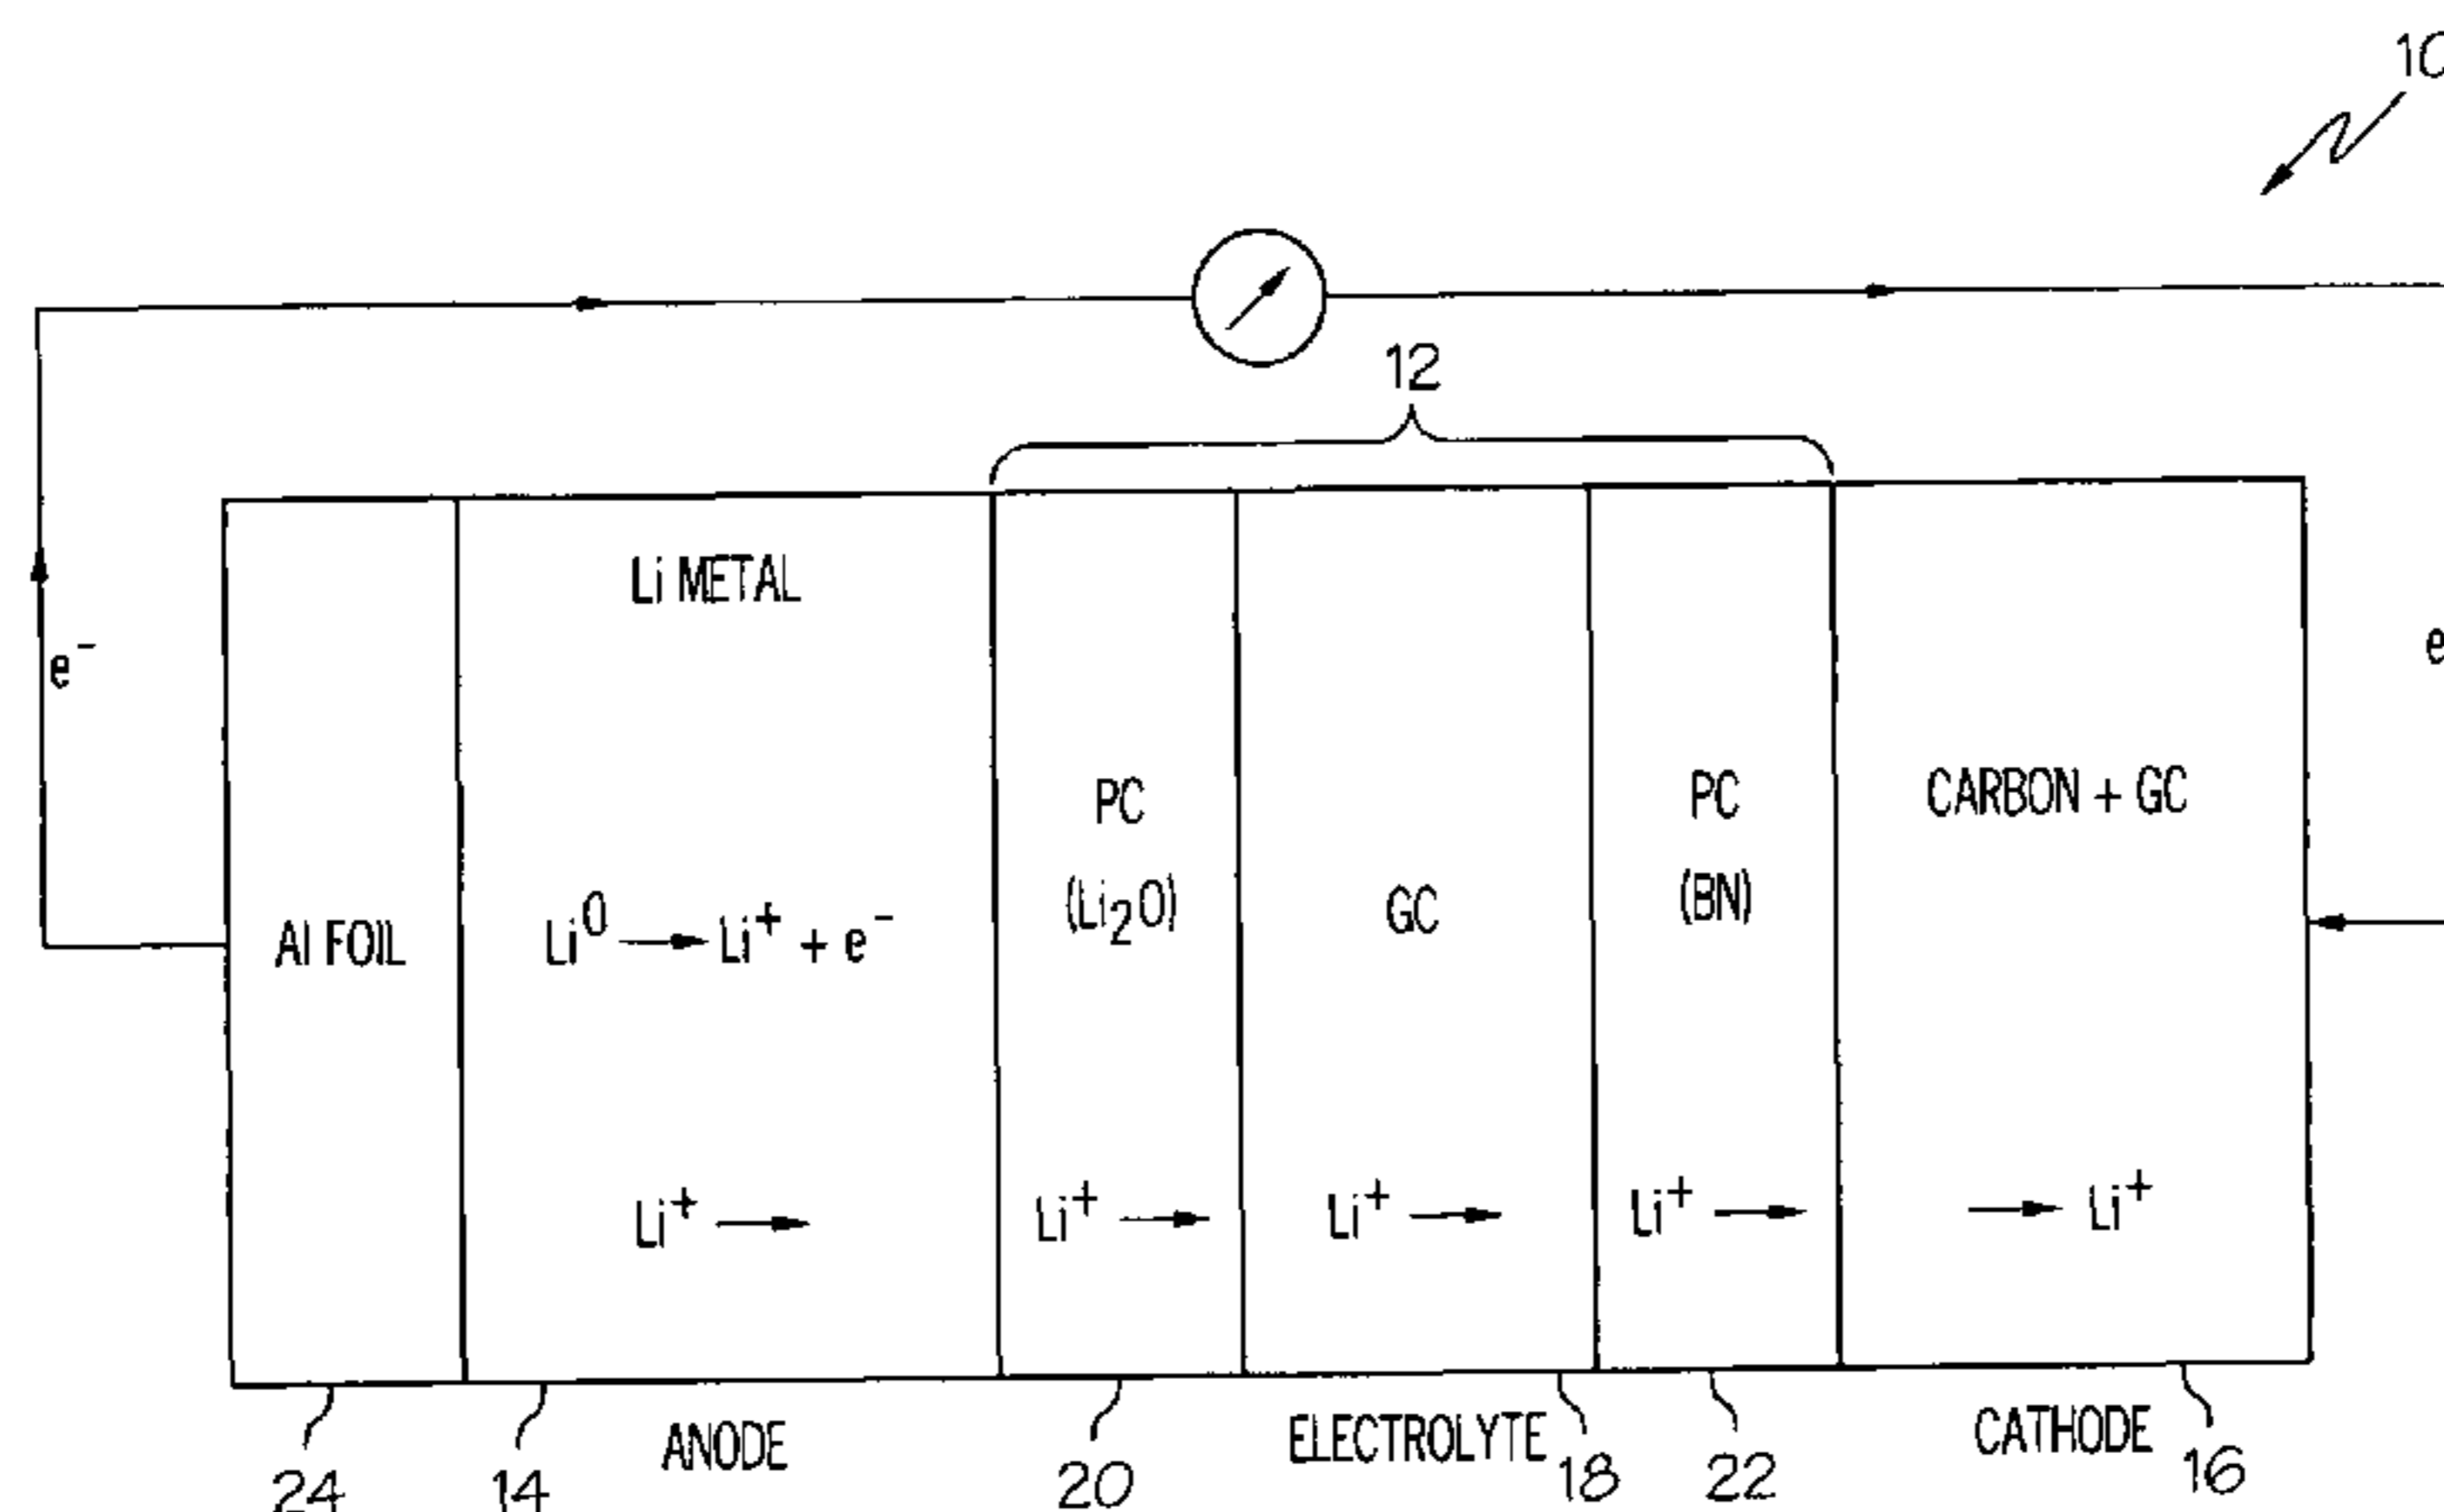 10
12
Li METAL
e⁻
e
PC
PC
CARBON + GC
(Li₂O)
(BN)
Al FOIL
Li⁰ → Li⁺ + e⁻
GC
Li⁺ →
Li⁺ →
Li⁺ →
Li⁺ →
→ Li⁺
ANODE
ELECTROLYTE
CATHODE
24
14
20
18
22
16